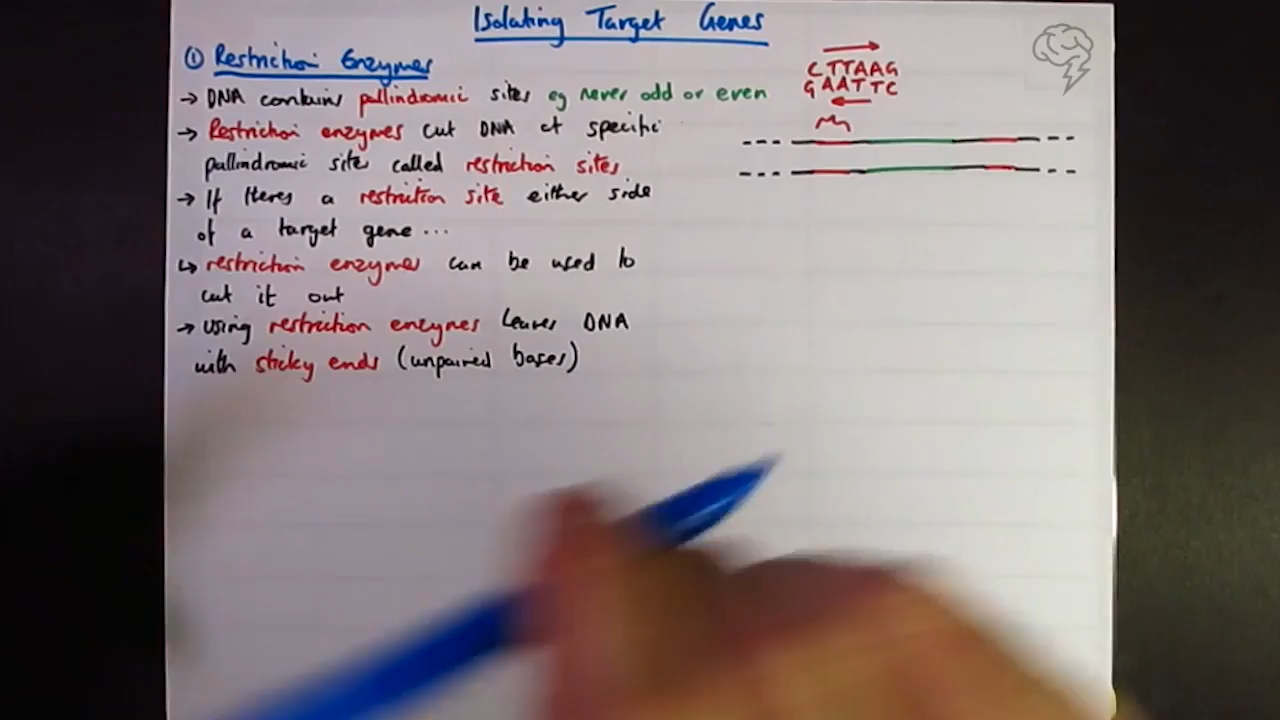 Isolating Target Genes
① Restriction Enzymes
→ DNA contains pallindromic sites eg never odd or even
→ Restriction enzymes cut DNA at specific
pallindromic site called restriction sites
→ If theres a restriction site either side
of a target gene...
↳ restriction enzymes can be used to
cut it out
→ Using restriction enzymes leaves DNA
with sticky ends (unpaired bases)
CTTAAG
GAATTC